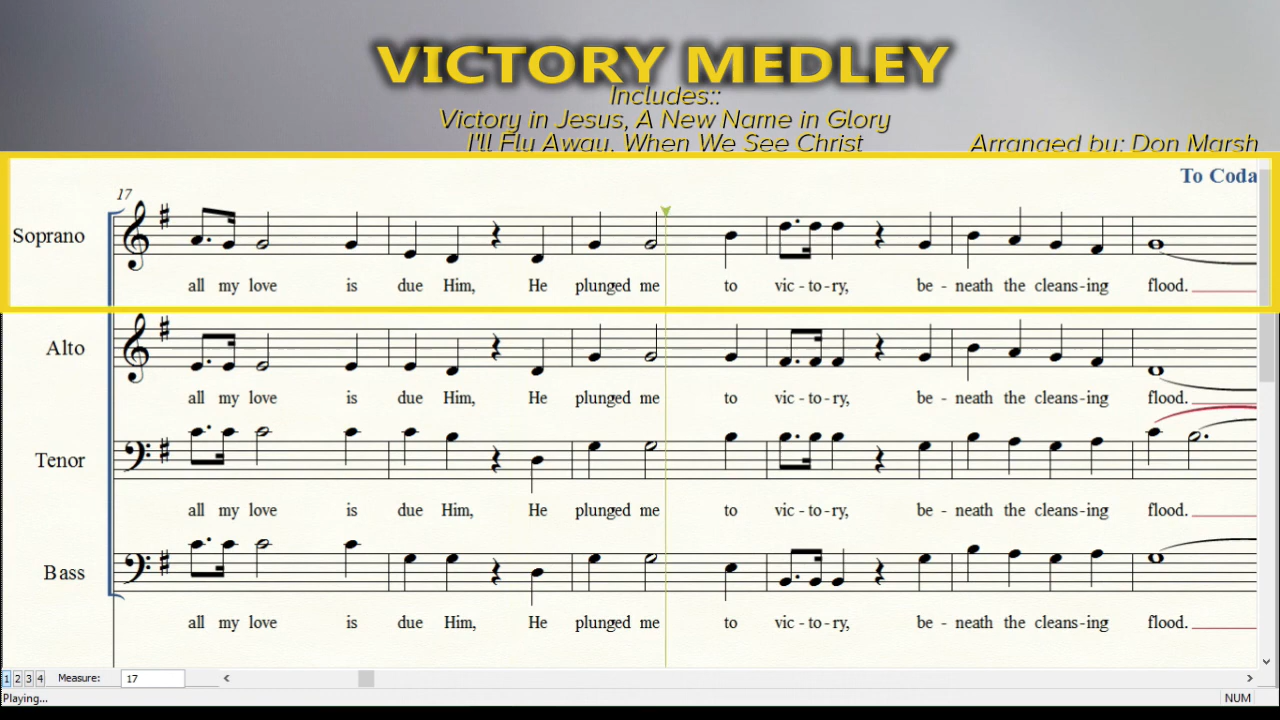 VICTORY MEDLEY
Includes::
Victory in Jesus, A New Name in Glory
I'll Fly Away, When We See Christ
Arranged by: Don Marsh
To Coda
17
Soprano
all my love is due Him, He plunged me to vic - to - ry, be - neath the cleans - ing flood.
Alto
all my love is due Him, He plunged me to vic - to - ry, be - neath the cleans - ing flood.
Tenor
all my love is due Him, He plunged me to vic - to - ry, be - neath the cleans - ing flood.
Bass
all my love is due Him, He plunged me to vic - to - ry, be - neath the cleans - ing flood.
1 2 3 4 Measure: 17
Playing... NUM